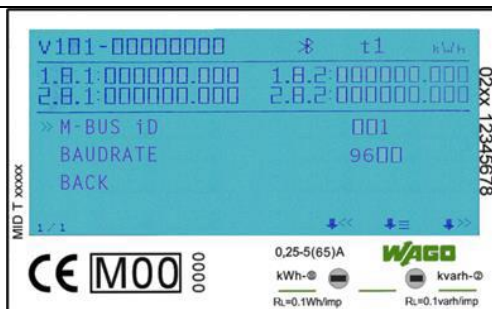 V101-00000000 t1 kWh
1.8.1:000000.000 1.8.2:000000.000
2.8.1:000000.000 2.8.2:000000.000
» M-BUS iD 001
BAUDRATE 9600
BACK
1/1 << ≡ >>
MID T xxxxx
02xx 12345678
CE M00 0000
0,25-5(65)A WAGO
kWh-① kvarh-②
RL=0.1Wh/imp RL=0.1varh/imp